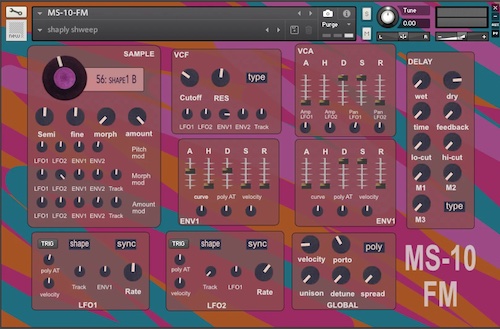 MS-10-FM
shaply shweep
new
Purge
Tune
0.00
S
M
SAMPLE
56: SHAPE1 B
Semi fine morph amount
LFO1 LFO2 ENV1 ENV2 Pitch mod
LFO1 LFO2 ENV1 ENV2 Track Morph mod
LFO1 LFO2 ENV1 ENV2 Track Amount mod
VCF
Cutoff RES type
LFO1 LFO2 ENV1 ENV2 Track
VCA
A H D S R
Amp LFO1 Amp LFO2 Pan LFO1 Pan LFO2
A H D S R
curve poly AT velocity
ENV1
A H D S R
curve poly AT velocity
ENV1
DELAY
wet dry
time feedback
lo-cut hi-cut
M1 M2
M3 type
TRIG shape sync
poly AT
velocity Track ENV1 Rate
LFO1
TRIG shape sync
poly AT
velocity Track LFO1 Rate
LFO2
velocity porto poly
unison detune spread
GLOBAL
MS-10
FM